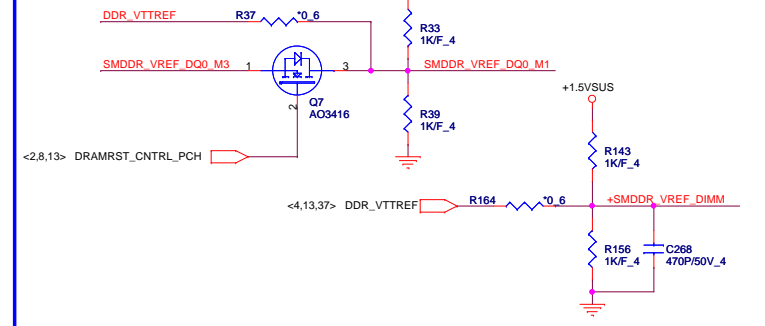 DDR_VTTREF R37 *0_6
R33
1K/F_4
SMDDR_VREF_DQ0_M3 1 3 SMDDR_VREF_DQ0_M1
2 Q7
AO3416
R39
1K/F_4
+1.5VSUS
<2,8,13> DRAMRST_CNTRL_PCH
R143
1K/F_4
<4,13,37> DDR_VTTREF R164 *0_6 +SMDDR_VREF_DIMM
R156
1K/F_4
C268
470P/50V_4